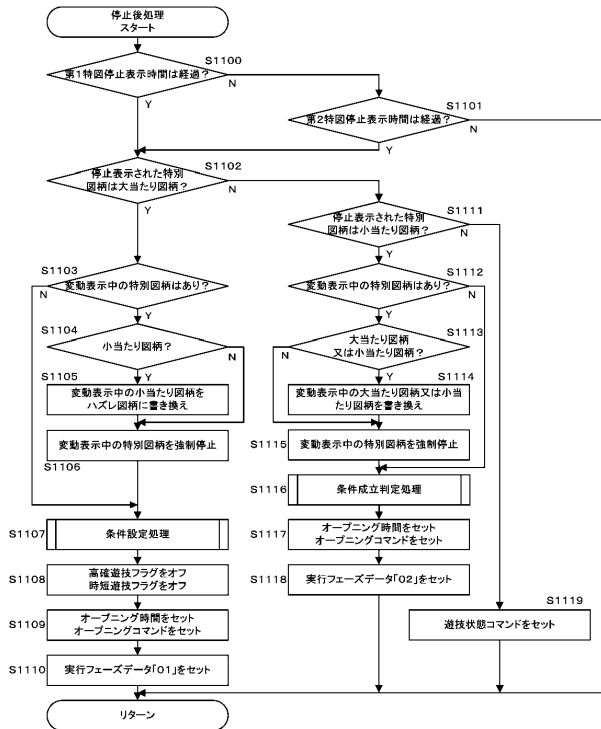 停止後処理
スタート
S1100
第1特図停止表示時間は経過?
N
Y
S1101
第2特図停止表示時間は経過?
N
Y
S1102
停止表示された特別
図柄は大当たり図柄?
N
Y
S1111
停止表示された特別
図柄は小当たり図柄?
N
Y
S1103
変動表示中の特別図柄はあり?
N
Y
S1112
変動表示中の特別図柄はあり?
N
Y
S1104
小当たり図柄?
N
Y
S1113
大当たり図柄
又は小当たり図柄?
N
Y
S1105
変動表示中の小当たり図柄を
ハズレ図柄に書き換え
S1114
変動表示中の大当たり図柄又は小当
たり図柄を書き換え
変動表示中の特別図柄を強制停止
S1106
S1115
変動表示中の特別図柄を強制停止
S1116
条件成立判定処理
S1107
条件設定処理
S1117
オープニング時間をセット
オープニングコマンドをセット
S1108
高確遊技フラグをオフ
時短遊技フラグをオフ
S1118
実行フェーズデータ「02」をセット
S1109
オープニング時間をセット
オープニングコマンドをセット
S1119
遊技状態コマンドをセット
S1110
実行フェーズデータ「01」をセット
リターン